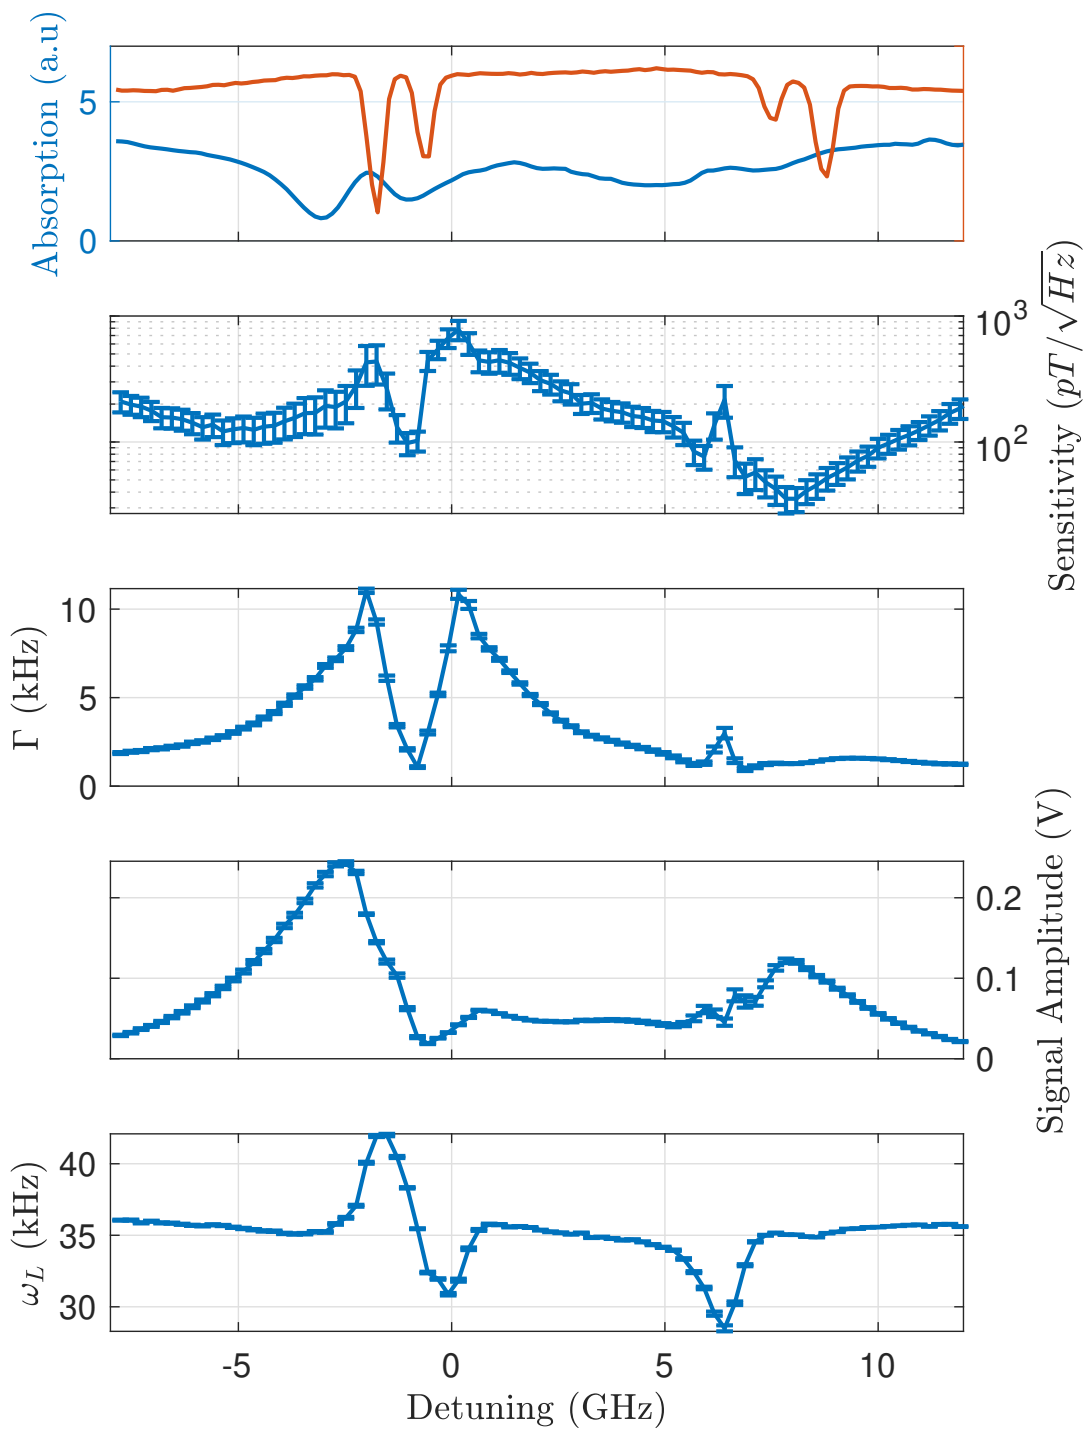 Absorption (a.u)
5
0
Sensitivity (pT/√Hz)
10³
10²
Γ (kHz)
10
5
0
Signal Amplitude (V)
0.2
0.1
0
ω_L (kHz)
40
35
30
-5 0 5 10
Detuning (GHz)